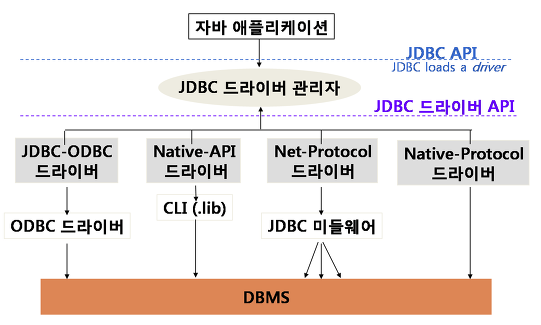 자바 애플리케이션
JDBC API
JDBC loads a driver
JDBC 드라이버 관리자
JDBC 드라이버 API
JDBC-ODBC
드라이버
Native-API
드라이버
Net-Protocol
드라이버
Native-Protocol
드라이버
CLI (.lib)
ODBC 드라이버
JDBC 미들웨어
DBMS